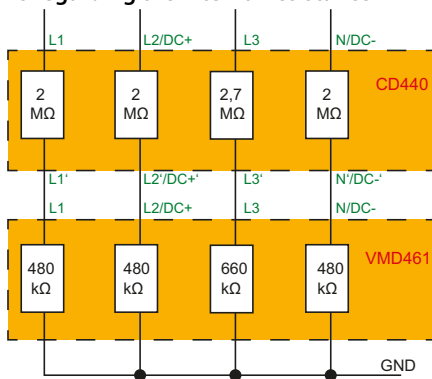 L1 L2/DC+ L3 N/DC-
CD440
2 MΩ 2 MΩ 2,7 MΩ 2 MΩ
L1‘ L2‘/DC+‘ L3‘ N‘/DC-‘
L1 L2/DC+ L3 N/DC-
VMD461
480 kΩ 480 kΩ 660 kΩ 480 kΩ
GND